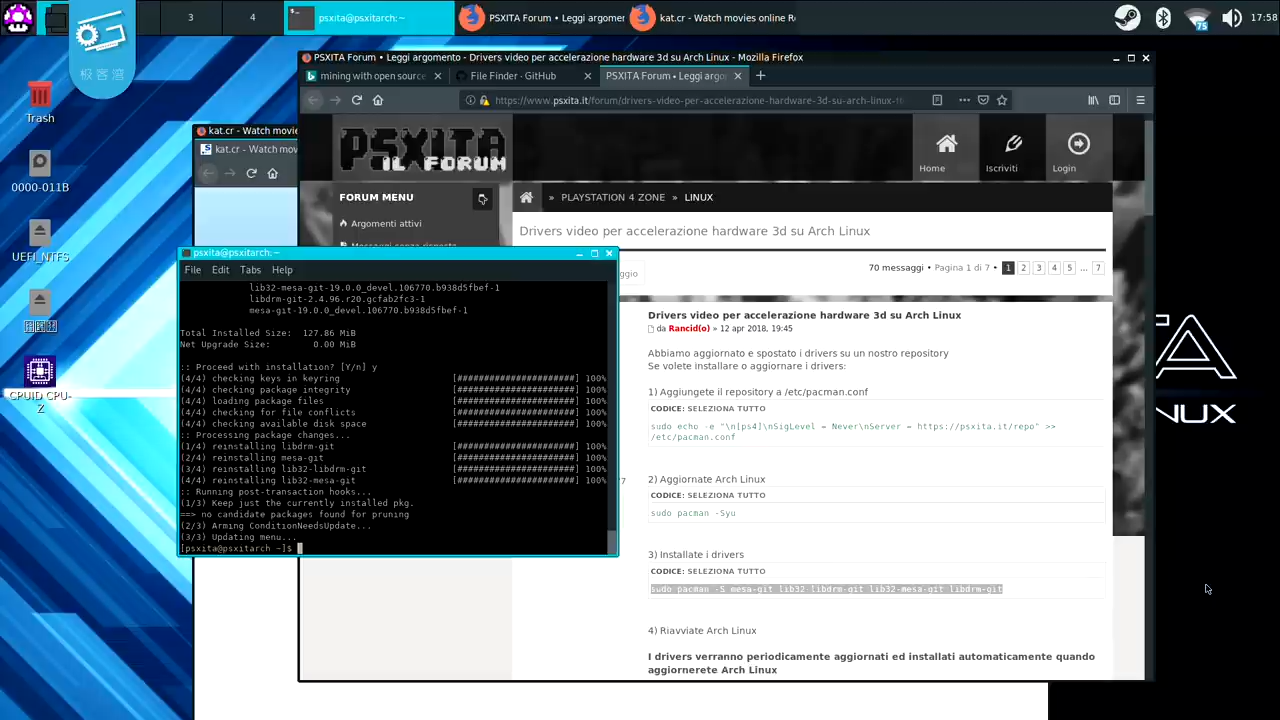 3
4
psxita@psxitarch:~
PSXITA Forum • Leggi argomer
kat.cr - Watch movies online Re
75
17:58
极客湾
Trash
0000-011B
UEFI_NTFS
CPUID CPU-
Z
kat.cr - Watch movie
kat.cr - Watch mov
PSXITA Forum • Leggi argomento - Drivers video per accelerazione hardware 3d su Arch Linux - Mozilla Firefox
mining with open source
File Finder · GitHub
PSXITA Forum • Leggi argo
https://www.psxita.it/forum/drivers-video-per-accelerazione-hardware-3d-su-arch-linux-t
PSXITA
IL FORUM
Home
Iscriviti
Login
FORUM MENU
Argomenti attivi
Messaggi senza risposta
» PLAYSTATION 4 ZONE » LINUX
Drivers video per accelerazione hardware 3d su Arch Linux
ggio
70 messaggi • Pagina 1 di 7 • 1 2 3 4 5 ... 7
Drivers video per accelerazione hardware 3d su Arch Linux
da Rancid(o) » 12 apr 2018, 19:45
Abbiamo aggiornato e spostato i drivers su un nostro repository
Se volete installare o aggiornare i drivers:
1) Aggiungete il repository a /etc/pacman.conf
CODICE: SELEZIONA TUTTO
sudo echo -e "\n[ps4]\nSigLevel = Never\nServer = https://psxita.it/repo" >>
/etc/pacman.conf
2) Aggiornate Arch Linux
CODICE: SELEZIONA TUTTO
sudo pacman -Syu
3) Installate i drivers
CODICE: SELEZIONA TUTTO
sudo pacman -S mesa-git lib32-libdrm-git lib32-mesa-git libdrm-git
4) Riavviate Arch Linux
I drivers verranno periodicamente aggiornati ed installati automaticamente quando
aggiornerete Arch Linux
psxita@psxitarch:~
File Edit Tabs Help
lib32-mesa-git-19.0.0_devel.106770.b938d5fbef-1
libdrm-git-2.4.96.r20.gcfab2fc3-1
mesa-git-19.0.0_devel.106770.b938d5fbef-1
Total Installed Size: 127.86 MiB
Net Upgrade Size: 0.00 MiB
:: Proceed with installation? [Y/n] y
(4/4) checking keys in keyring [######################] 100%
(4/4) checking package integrity [######################] 100%
(4/4) loading package files [######################] 100%
(4/4) checking for file conflicts [######################] 100%
(4/4) checking available disk space [######################] 100%
:: Processing package changes...
(1/4) reinstalling libdrm-git [######################] 100%
(2/4) reinstalling mesa-git [######################] 100%
(3/4) reinstalling lib32-libdrm-git [######################] 100%
(4/4) reinstalling lib32-mesa-git [######################] 100%
:: Running post-transaction hooks...
(1/3) Keep just the currently installed pkg.
==> no candidate packages found for pruning
(2/3) Arming ConditionNeedsUpdate...
(3/3) Updating menu...
[psxita@psxitarch ~]$